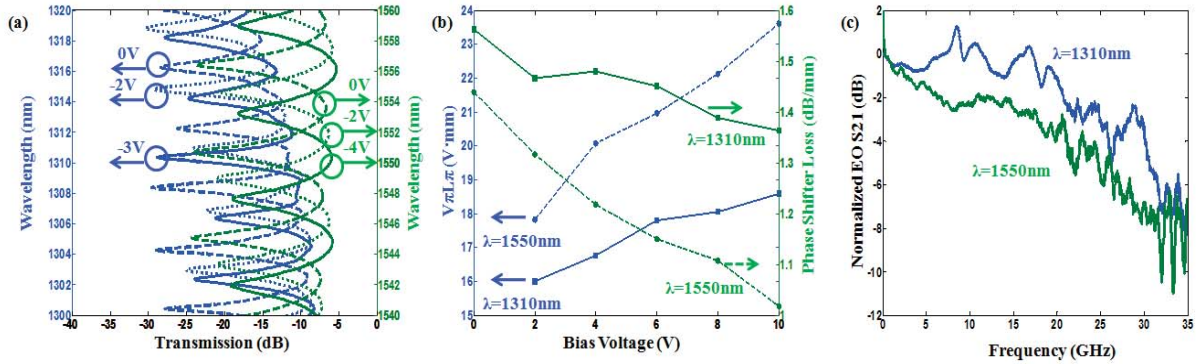 (a)
1320
1318
1316
1314
1312
1310
1308
1306
1304
1302
1300
Wavelength (nm)
0V
-2V
-3V
0V
-2V
-4V
1560
1558
1556
1554
1552
1550
1548
1546
1544
1542
1540
Wavelength (nm)
-40 -35 -30 -25 -20 -15 -10 -5 0
Transmission (dB)
(b)
24
23
22
21
20
19
18
17
16
15
VπLπ (V·mm)
λ=1310nm
λ=1550nm
λ=1550nm
λ=1310nm
1.6
1.5
1.4
1.3
1.2
1.1
1
Phase Shifter Loss (dB/mm)
0 2 4 6 8 10
Bias Voltage (V)
(c)
2
0
-2
-4
-6
-8
-10
-12
Normalized EO S21 (dB)
λ=1310nm
λ=1550nm
0 5 10 15 20 25 30 35
Frequency (GHz)